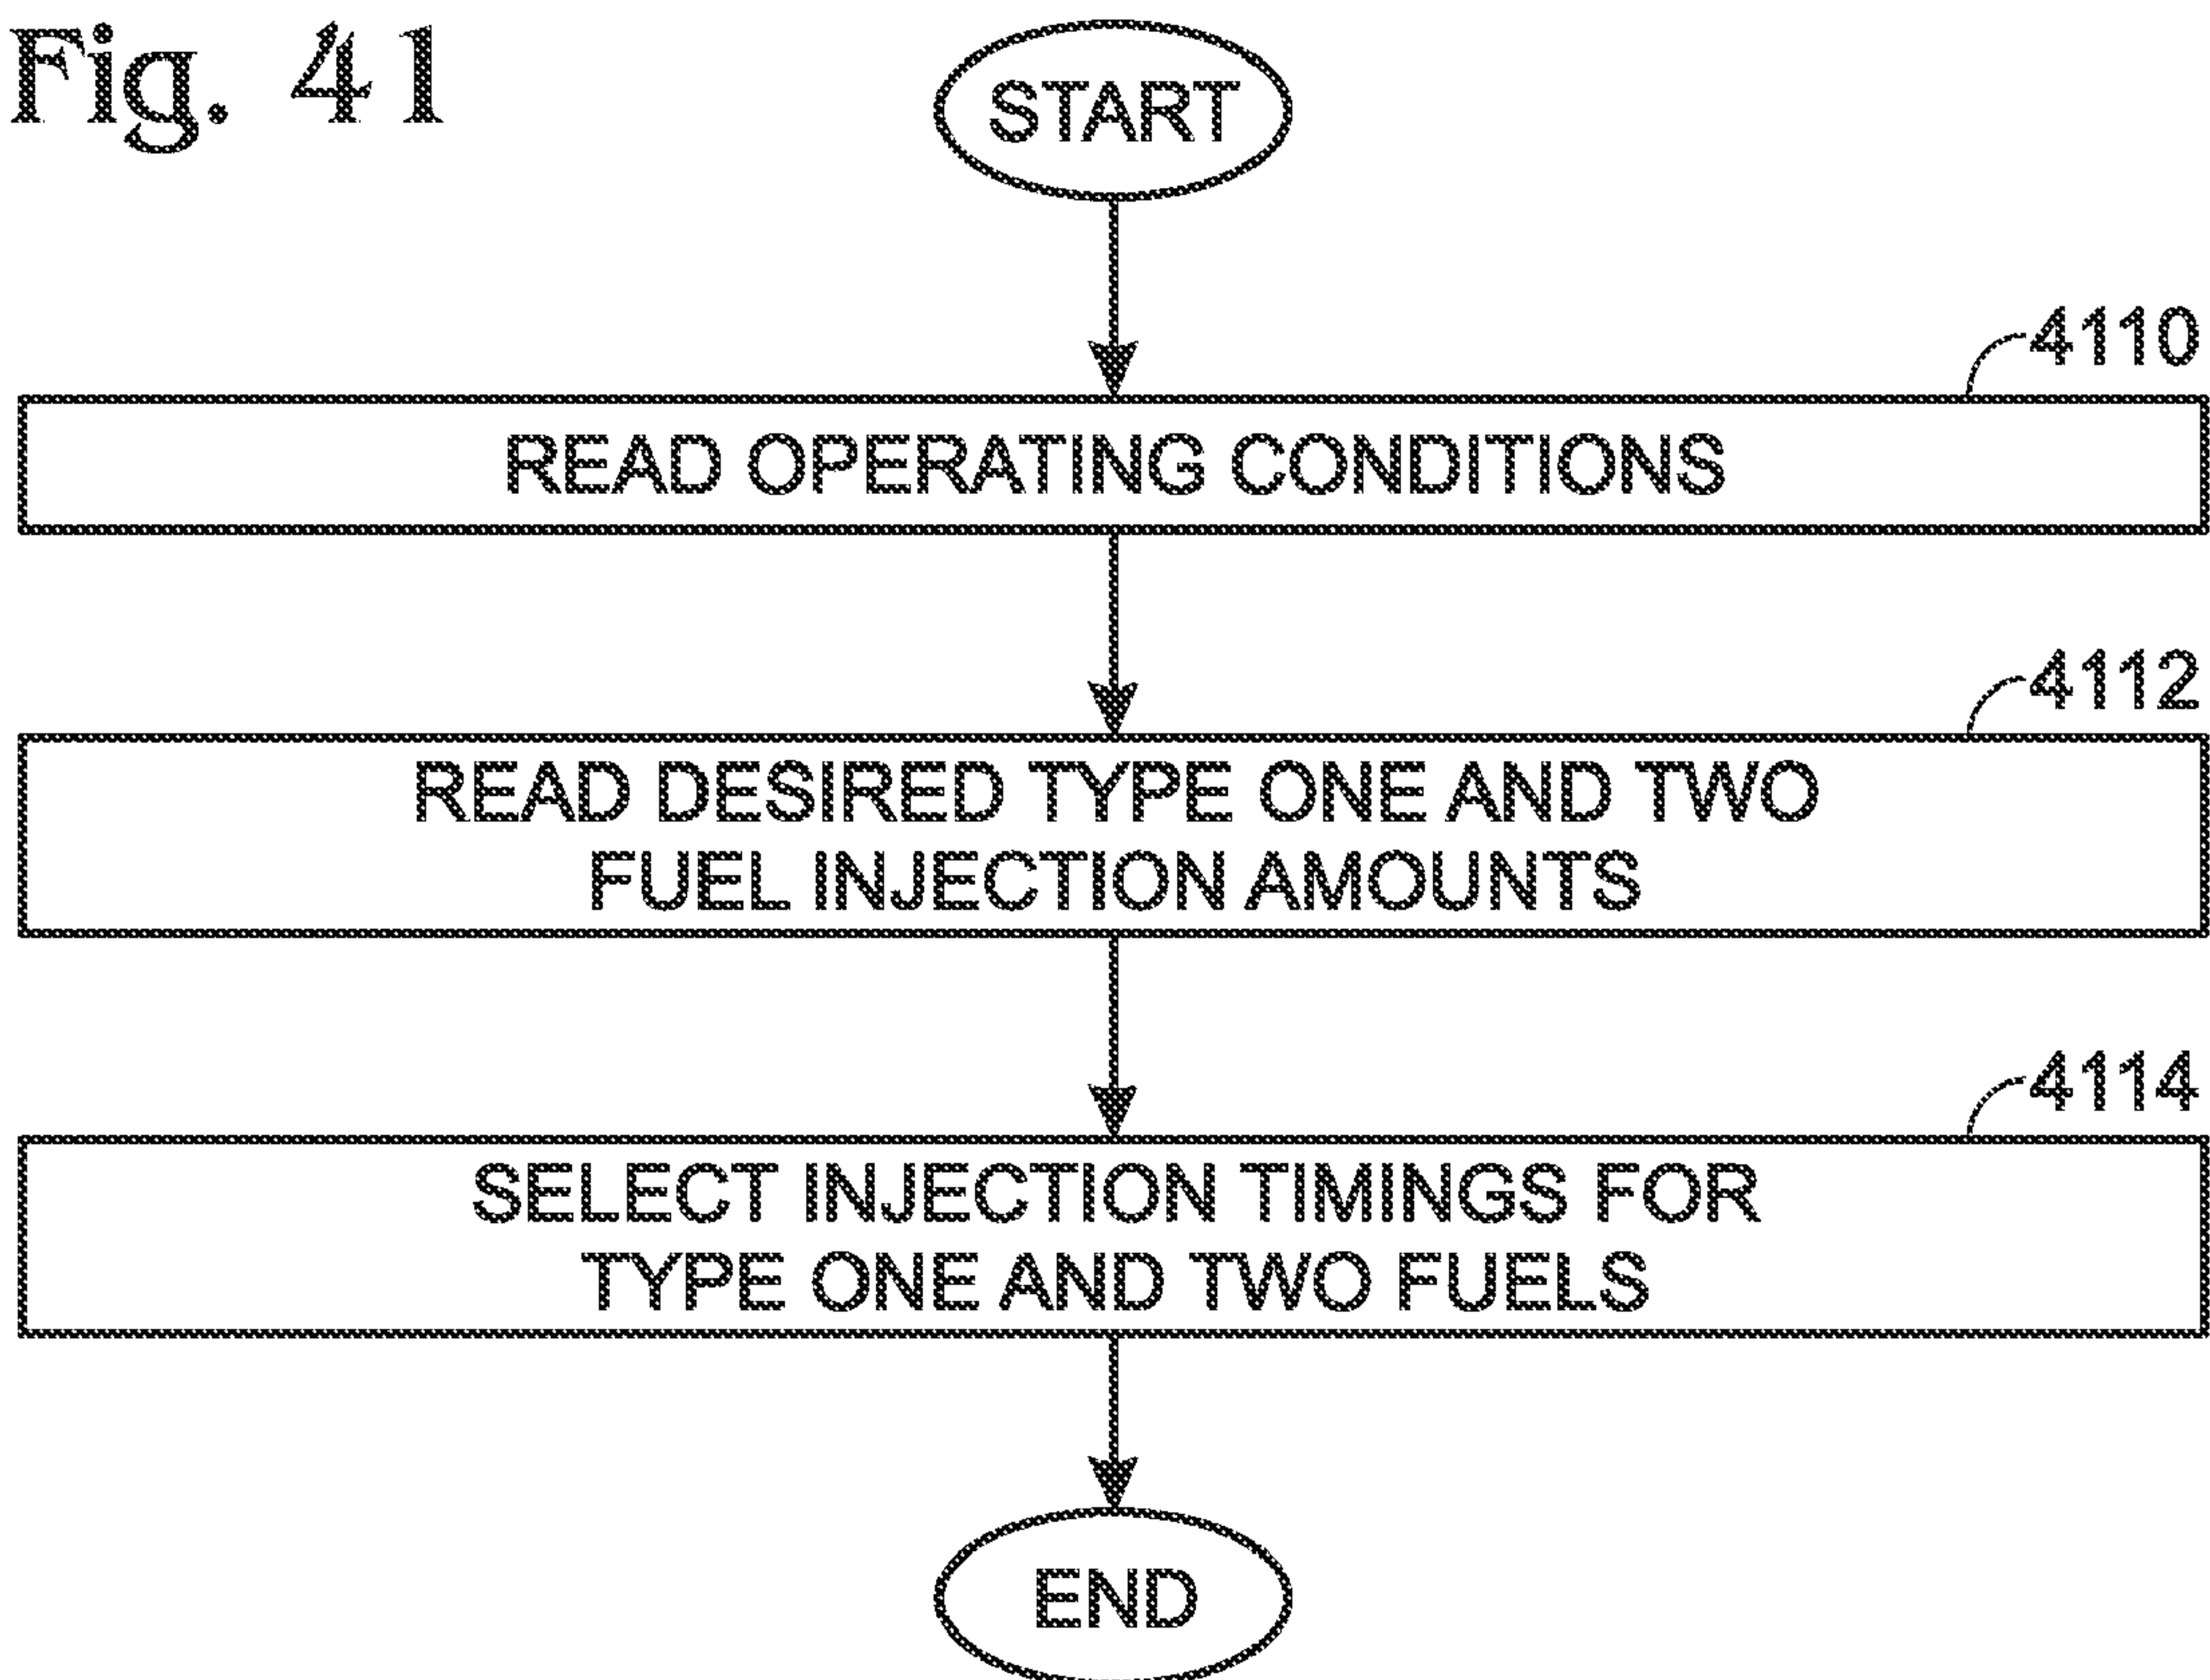 Fig. 41
START
4110
READ OPERATING CONDITIONS
4112
READ DESIRED TYPE ONE AND TWO
FUEL INJECTION AMOUNTS
4114
SELECT INJECTION TIMINGS FOR
TYPE ONE AND TWO FUELS
END